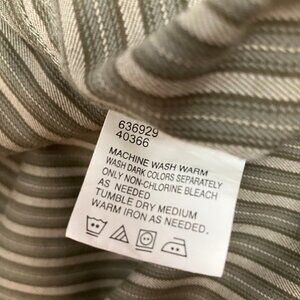 636929
40366
MACHINE WASH WARM
WASH DARK COLORS SEPARATELY
ONLY NON-CHLORINE BLEACH
AS NEEDED
TUMBLE DRY MEDIUM
WARM IRON AS NEEDED.